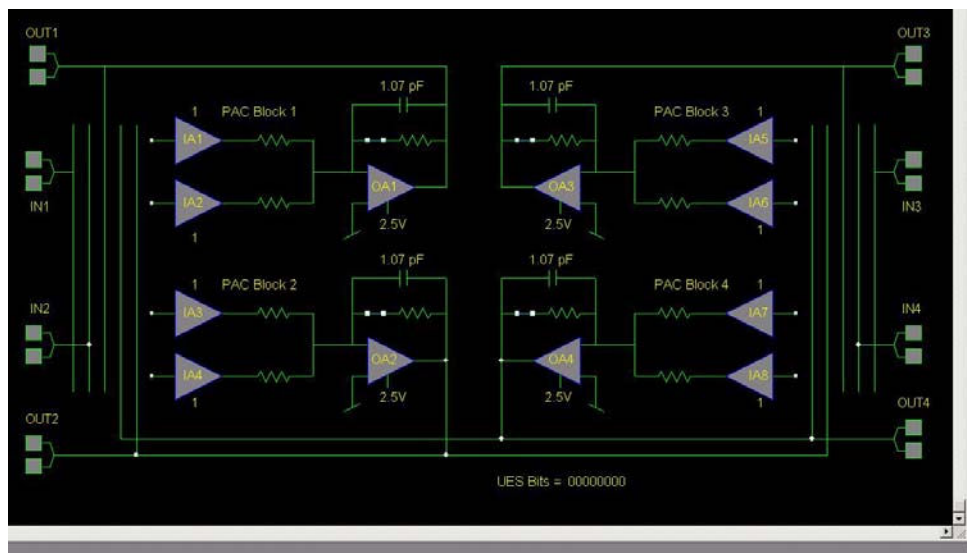 OUT1
OUT3
1.07 pF
1.07 pF
1
PAC Block 1
PAC Block 3
1
IA1
IA5
IN1
IA2
OA1
OA3
IA6
IN3
1
2.5V
2.5V
1
1.07 pF
1.07 pF
1
PAC Block 2
PAC Block 4
1
IN2
IA3
IA7
IN4
IA4
OA2
OA4
IA8
1
2.5V
2.5V
1
OUT2
OUT4
UES Bits = 00000000